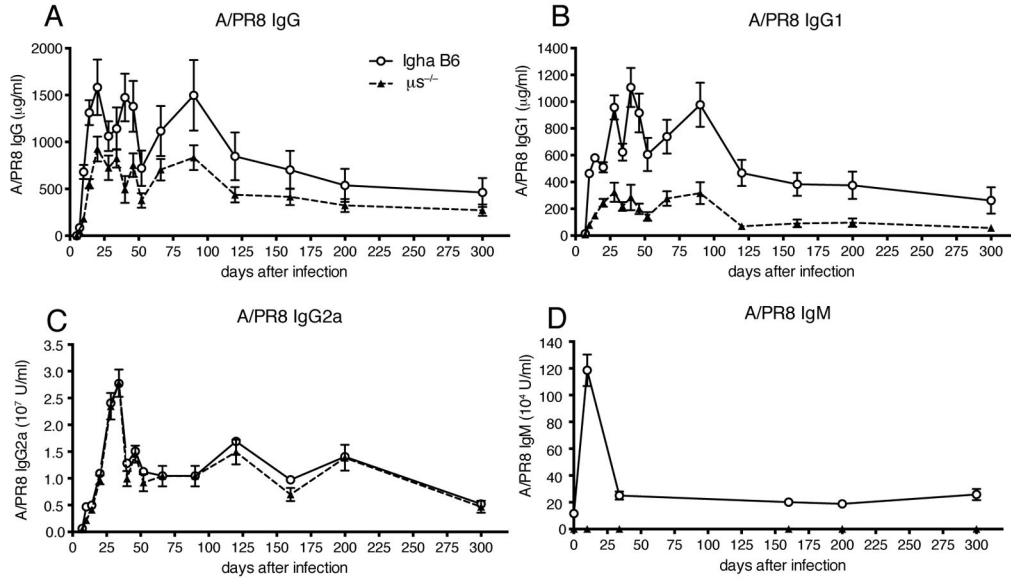 A
A/PR8 IgG
A/PR8 IgG (µg/ml)
2000
1500
1000
500
0
0 25 50 75 100 125 150 175 200 225 250 275 300
days after infection
Igha B6
µs–/–
B
A/PR8 IgG1
A/PR8 IgG1 (µg/ml)
1400
1200
1000
800
600
400
200
0
0 25 50 75 100 125 150 175 200 225 250 275 300
days after infection
C
A/PR8 IgG2a
A/PR8 IgG2a (10⁷ U/ml)
3.5
3.0
2.5
2.0
1.5
1.0
0.5
0.0
0 25 50 75 100 125 150 175 200 225 250 275 300
days after infection
D
A/PR8 IgM
A/PR8 IgM (10⁴ U/ml)
140
120
100
80
60
40
20
0
0 25 50 75 100 125 150 175 200 225 250 275 300
days after infection